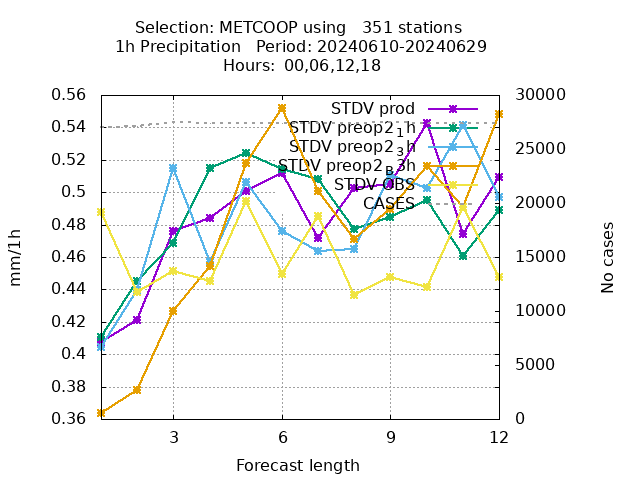 Selection: METCOOP using   351 stations
1h Precipitation   Period: 20240610-20240629
Hours: 00,06,12,18
0.56
0.54
0.52
0.5
0.48
0.46
0.44
0.42
0.4
0.38
0.36
mm/1h
STDV prod
STDV preop2_1h
STDV preop2_3h
STDV preop2_B3h
STDV OBS
CASES
30000
25000
20000
15000
10000
5000
0
No cases
3 6 9 12
Forecast length